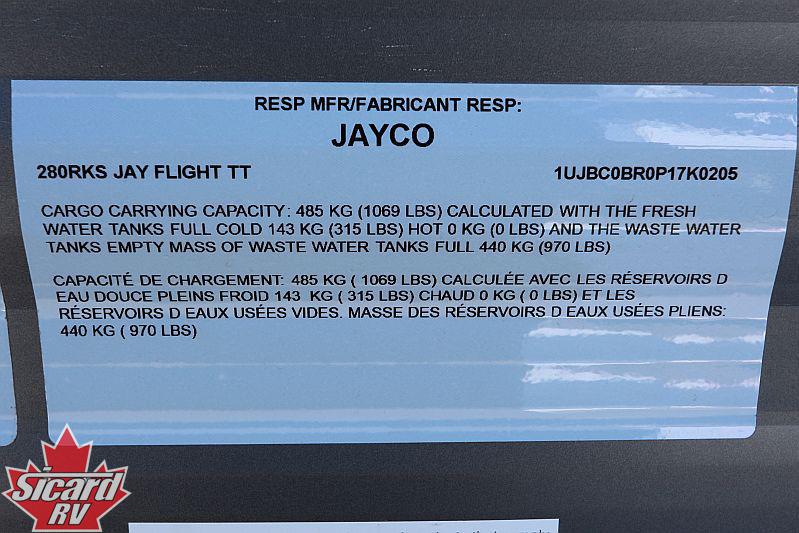 RESP MFR/FABRICANT RESP:
JAYCO
280RKS JAY FLIGHT TT 1UJBC0BR0P17K0205
CARGO CARRYING CAPACITY: 485 KG (1069 LBS) CALCULATED WITH THE FRESH
WATER TANKS FULL COLD 143 KG (315 LBS) HOT 0 KG (0 LBS) AND THE WASTE WATER
TANKS EMPTY MASS OF WASTE WATER TANKS FULL 440 KG (970 LBS)
CAPACITÉ DE CHARGEMENT: 485 KG ( 1069 LBS) CALCULÉE AVEC LES RÉSERVOIRS D
EAU DOUCE PLEINS FROID 143 KG ( 315 LBS) CHAUD 0 KG ( 0 LBS) ET LES
RÉSERVOIRS D EAUX USÉES VIDES. MASSE DES RÉSERVOIRS D EAUX USÉES PLIENS:
440 KG ( 970 LBS)
Sicard
RV